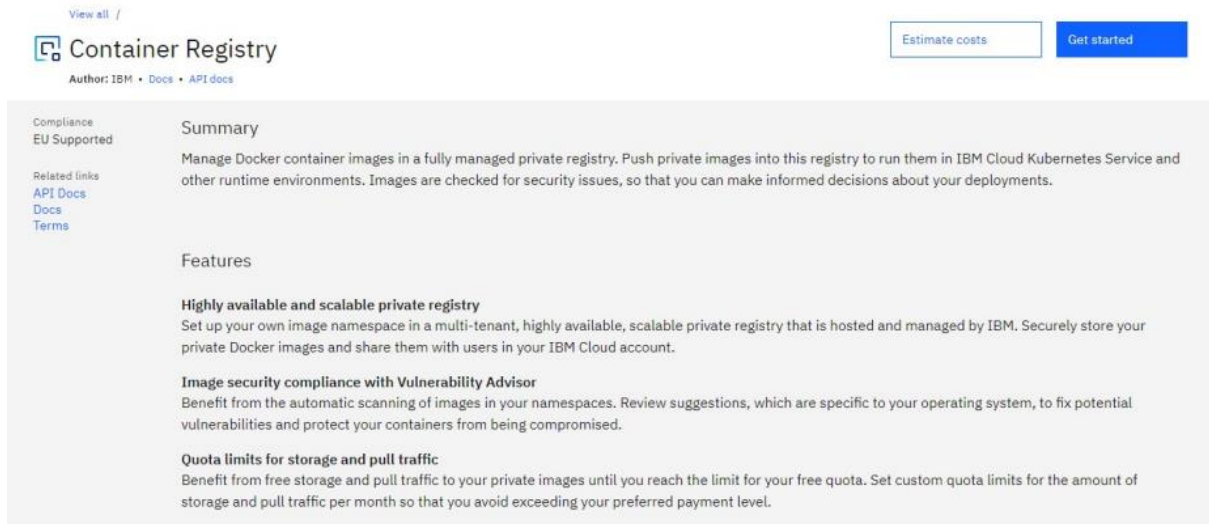 View all /
Container Registry
Estimate costs
Get started
Author: IBM • Docs • API docs
Compliance
EU Supported
Related links
API Docs
Docs
Terms
Summary
Manage Docker container images in a fully managed private registry. Push private images into this registry to run them in IBM Cloud Kubernetes Service and
other runtime environments. Images are checked for security issues, so that you can make informed decisions about your deployments.
Features
Highly available and scalable private registry
Set up your own image namespace in a multi-tenant, highly available, scalable private registry that is hosted and managed by IBM. Securely store your
private Docker images and share them with users in your IBM Cloud account.
Image security compliance with Vulnerability Advisor
Benefit from the automatic scanning of images in your namespaces. Review suggestions, which are specific to your operating system, to fix potential
vulnerabilities and protect your containers from being compromised.
Quota limits for storage and pull traffic
Benefit from free storage and pull traffic to your private images until you reach the limit for your free quota. Set custom quota limits for the amount of
storage and pull traffic per month so that you avoid exceeding your preferred payment level.